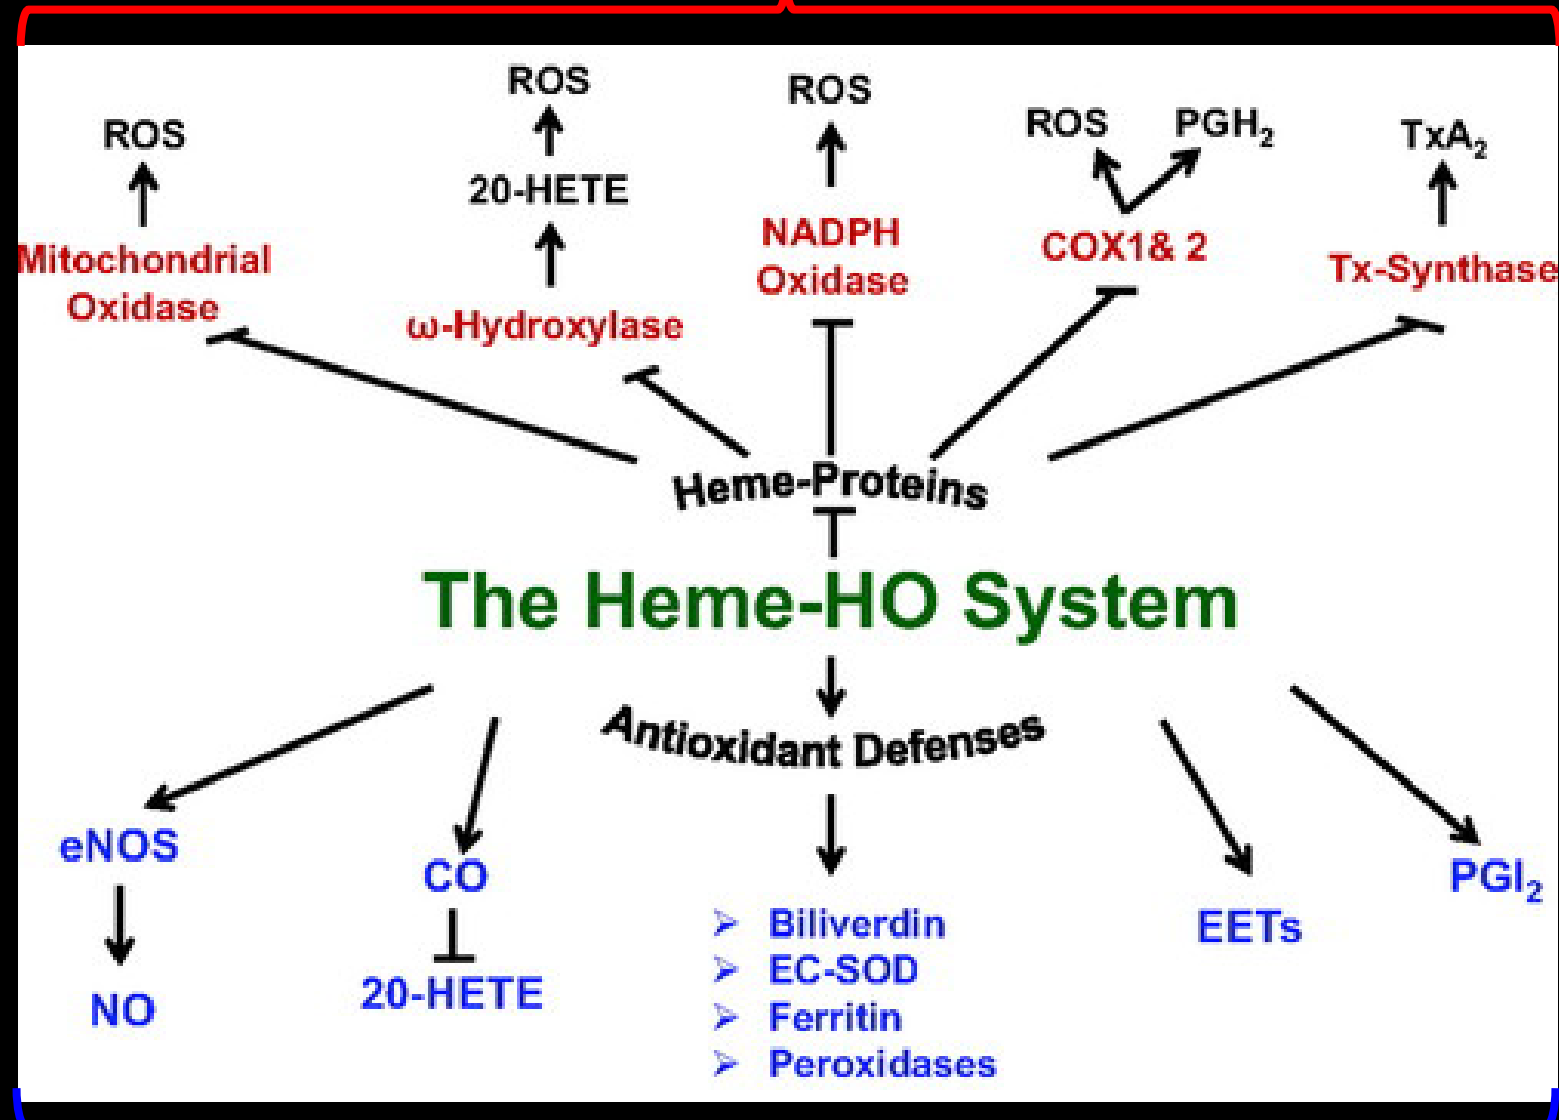 ROS
ROS
ROS
ROS
PGH₂
TxA₂
20-HETE
Mitochondrial
Oxidase
ω-Hydroxylase
NADPH
Oxidase
COX1& 2
Tx-Synthase
Heme-Proteins
The Heme-HO System
Antioxidant Defenses
eNOS
NO
CO
20-HETE
➢ Biliverdin
➢ EC-SOD
➢ Ferritin
➢ Peroxidases
EETs
PGI₂